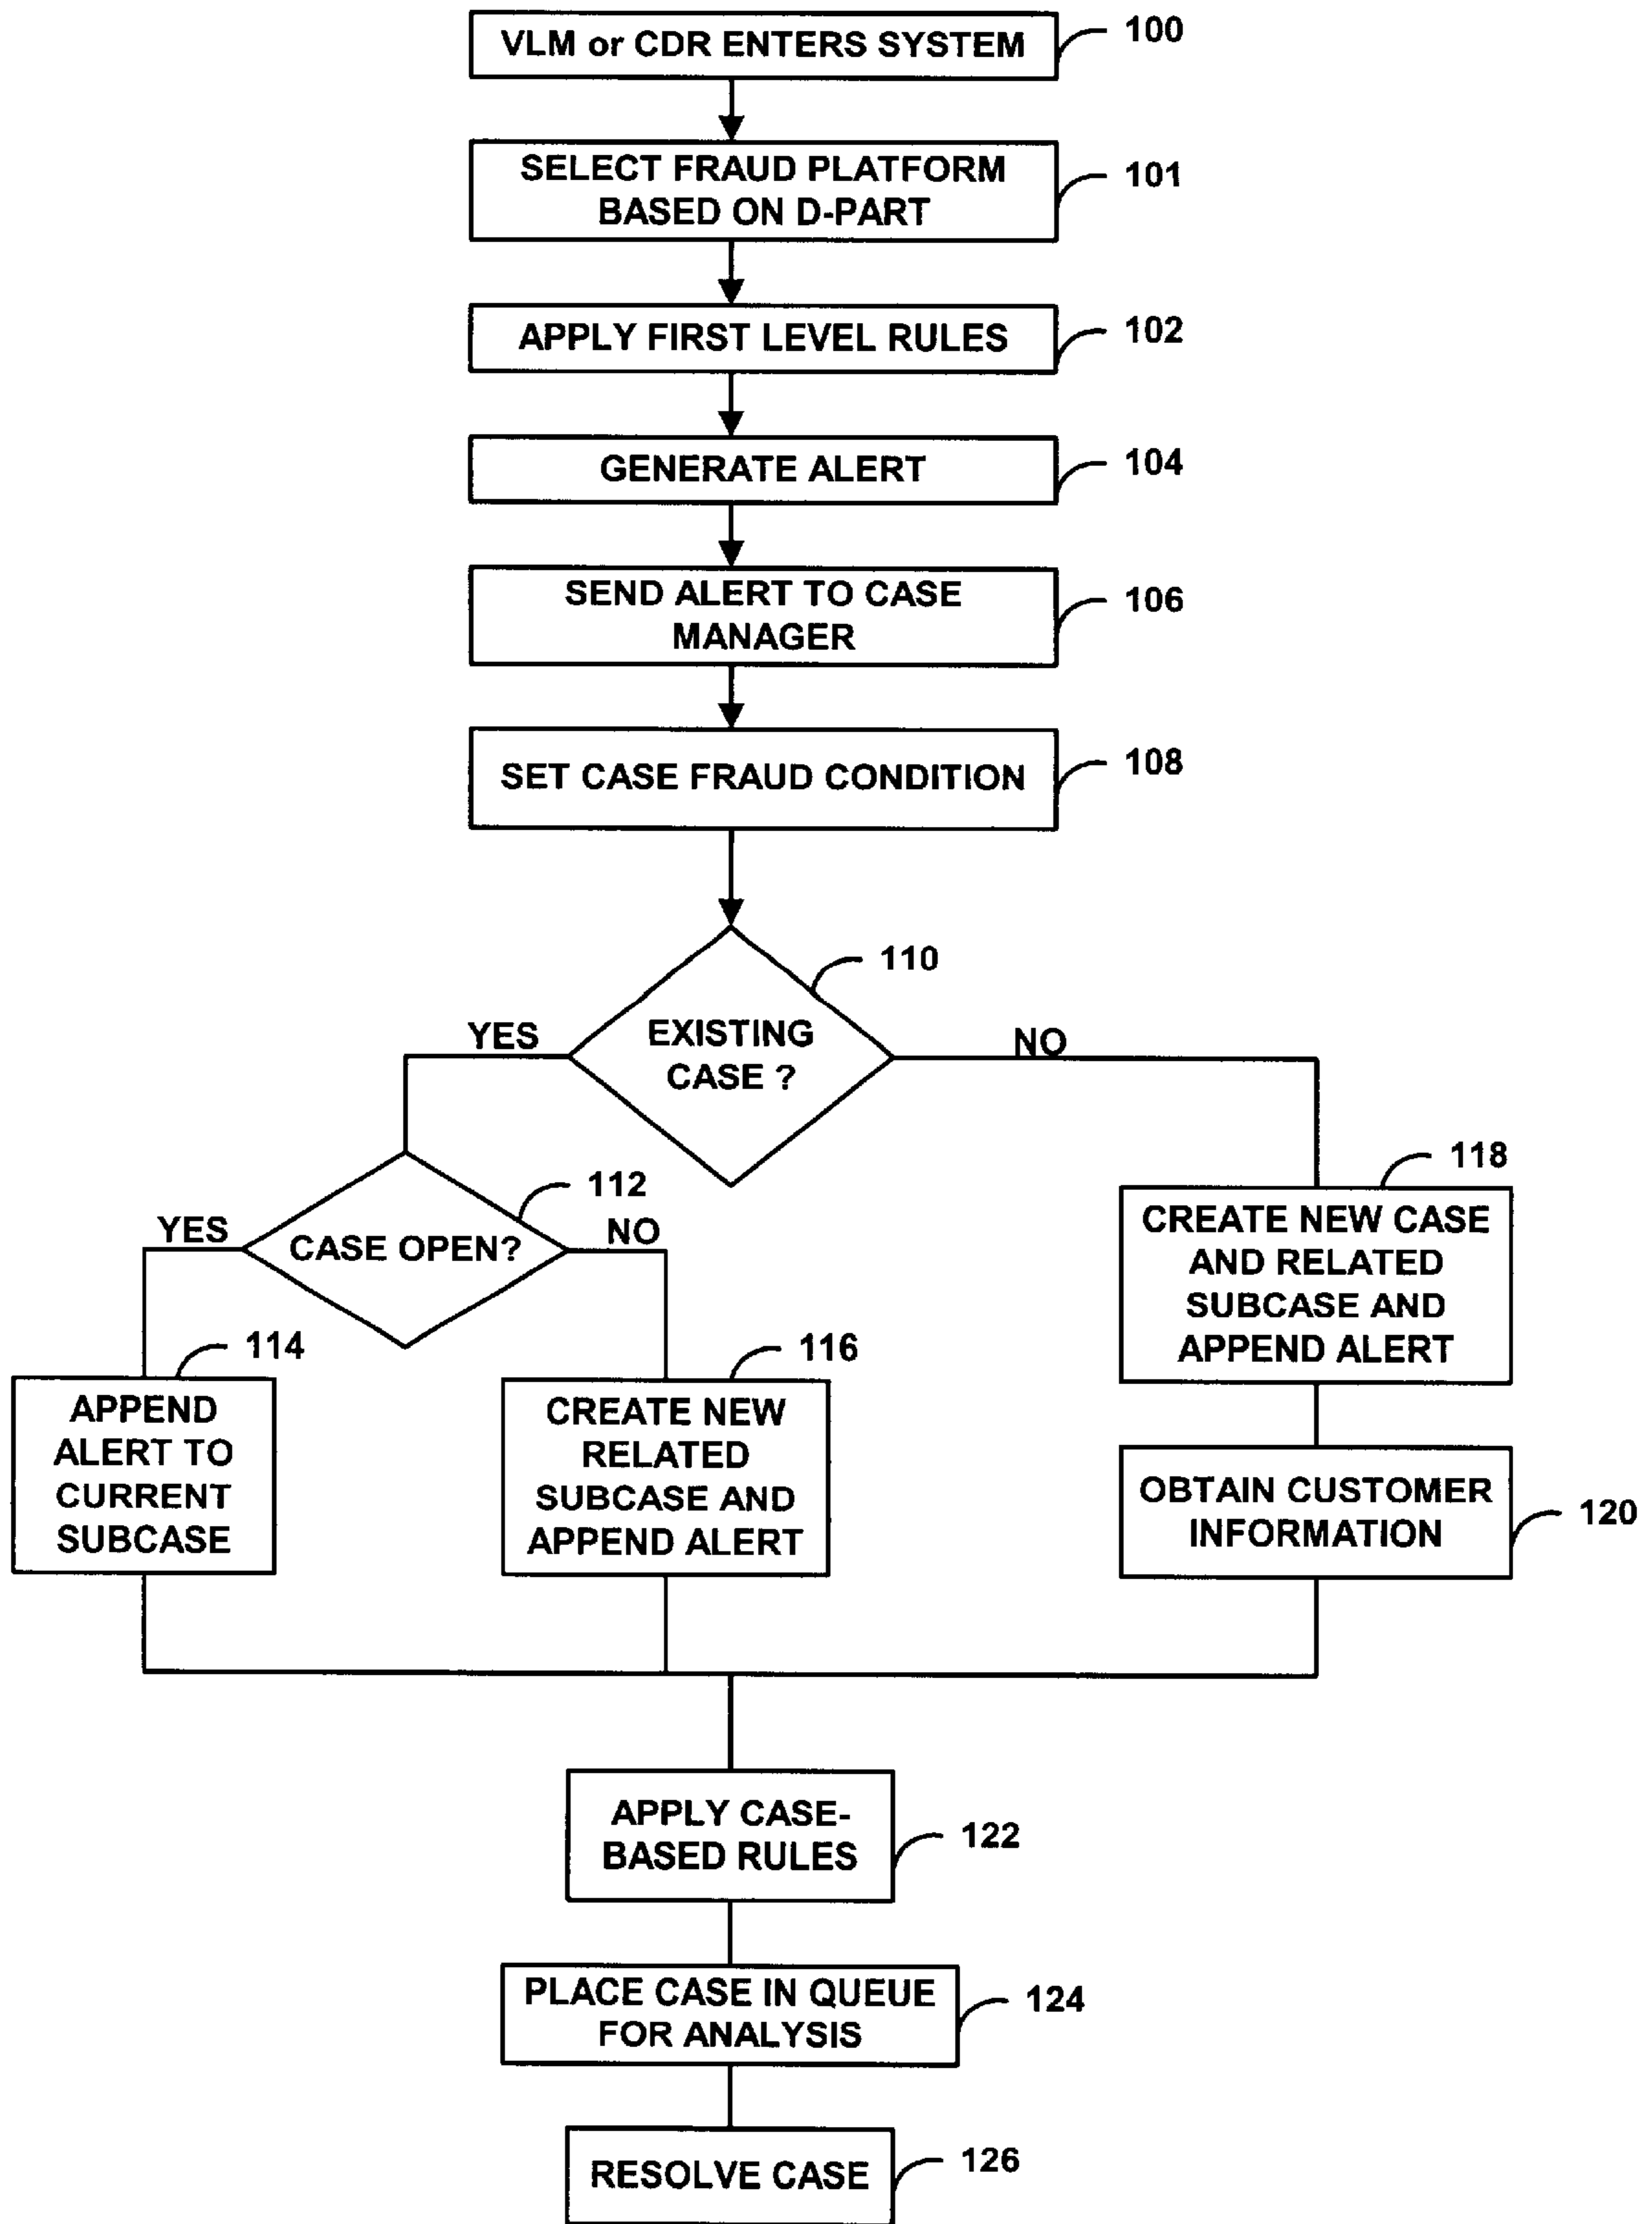 VLM or CDR ENTERS SYSTEM
100
SELECT FRAUD PLATFORM
BASED ON D-PART
101
APPLY FIRST LEVEL RULES
102
GENERATE ALERT
104
SEND ALERT TO CASE
MANAGER
106
SET CASE FRAUD CONDITION
108
110
EXISTING
CASE ?
YES
NO
112
CASE OPEN?
YES
NO
118
CREATE NEW CASE
AND RELATED
SUBCASE AND
APPEND ALERT
114
APPEND
ALERT TO
CURRENT
SUBCASE
116
CREATE NEW
RELATED
SUBCASE AND
APPEND ALERT
OBTAIN CUSTOMER
INFORMATION
120
APPLY CASE-
BASED RULES
122
PLACE CASE IN QUEUE
FOR ANALYSIS
124
RESOLVE CASE
126